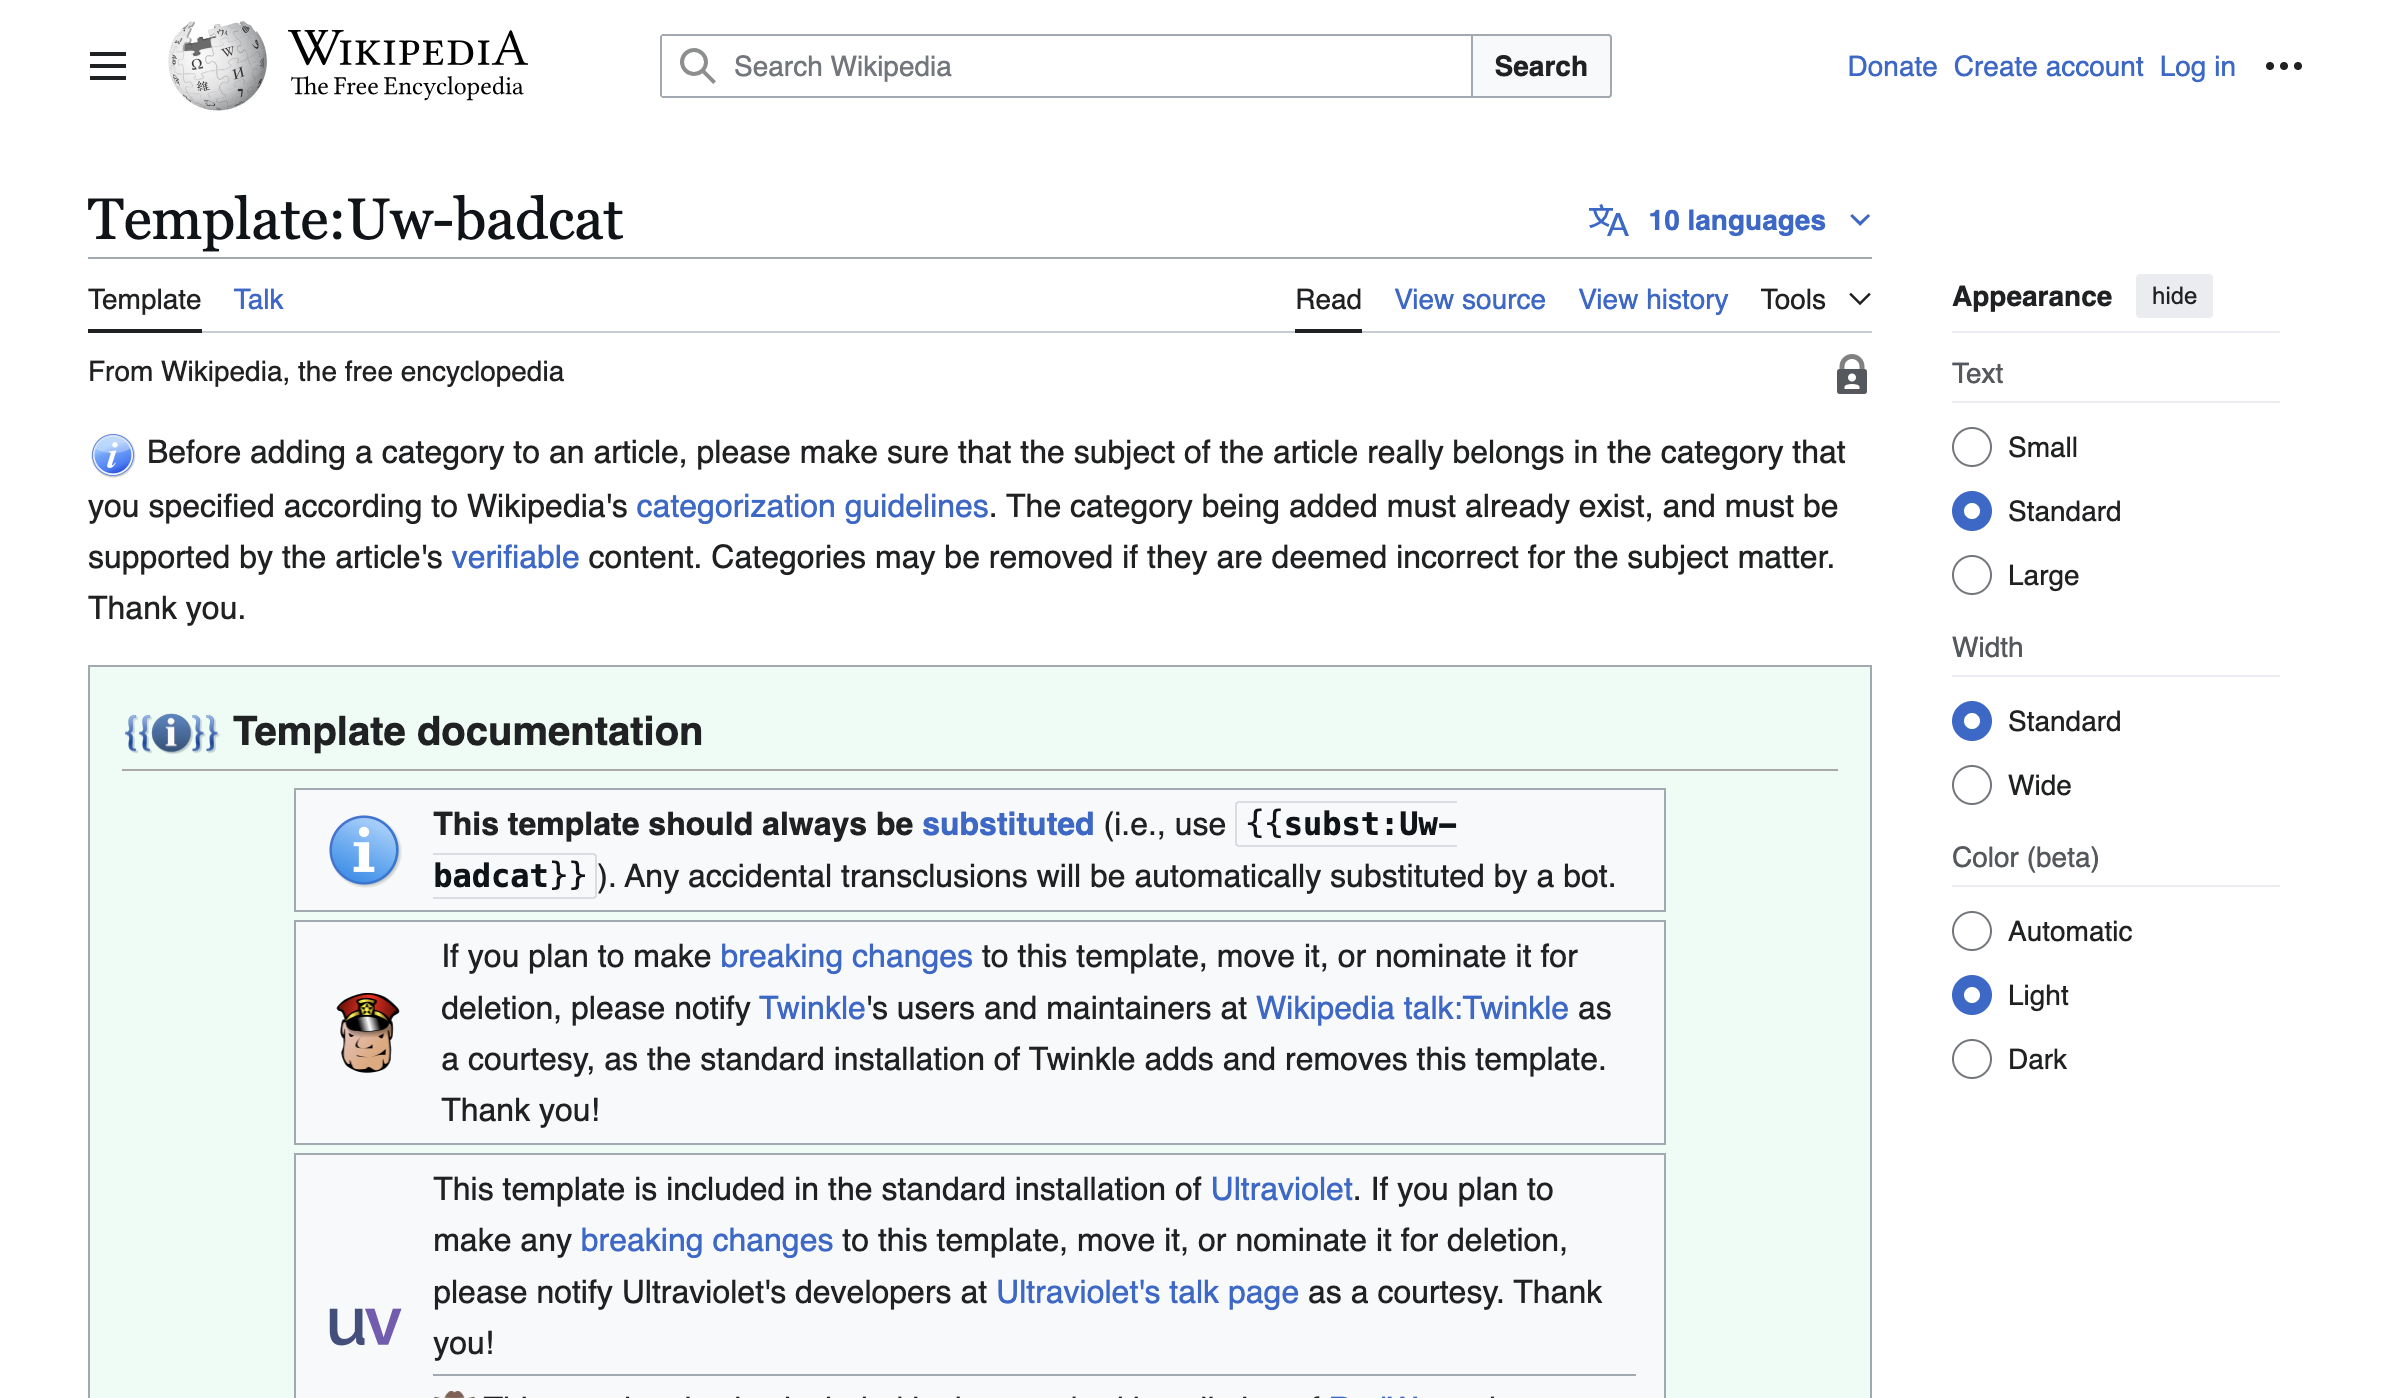 WIKIPEDIA
The Free Encyclopedia
Search Wikipedia
Search
Donate Create account Log in
Template:Uw-badcat
10 languages
Template Talk
Read View source View history Tools
From Wikipedia, the free encyclopedia
Before adding a category to an article, please make sure that the subject of the article really belongs in the category that
you specified according to Wikipedia's categorization guidelines. The category being added must already exist, and must be
supported by the article's verifiable content. Categories may be removed if they are deemed incorrect for the subject matter.
Thank you.
{{i}} Template documentation
This template should always be substituted (i.e., use {{subst:Uw-
badcat}}). Any accidental transclusions will be automatically substituted by a bot.
If you plan to make breaking changes to this template, move it, or nominate it for
deletion, please notify Twinkle's users and maintainers at Wikipedia talk:Twinkle as
a courtesy, as the standard installation of Twinkle adds and removes this template.
Thank you!
This template is included in the standard installation of Ultraviolet. If you plan to
make any breaking changes to this template, move it, or nominate it for deletion,
please notify Ultraviolet's developers at Ultraviolet's talk page as a courtesy. Thank
you!
uv
Appearance hide
Text
Small
Standard
Large
Width
Standard
Wide
Color (beta)
Automatic
Light
Dark